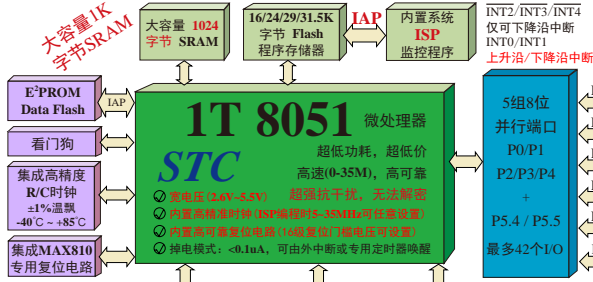 大容量1K
字节SRAM
大容量 1024
字节 SRAM
16/24/29/31.5K
字节 Flash
程序存储器
IAP
内置系统
ISP
监控程序
INT2/INT3/INT4
仅可下降沿中断
INT0/INT1
上升沿/下降沿中断
E²PROM
Data Flash
IAP
看门狗
集成高精度
R/C时钟
±1%温飘
-40℃ ~ +85℃
集成MAX810
专用复位电路
1T 8051 微处理器
STC
超低功耗，超低价
高速(0-35M)，高可靠
宽电压(2.6V~5.5V)
超强抗干扰，无法解密
内置高精准时钟(ISP编程时5~35MHz可任意设置)
内置高可靠复位电路(16级复位门槛电压可设置)
掉电模式：<0.1uA，可由外中断或专用定时器唤醒
5组8位
并行端口
P0/P1
P2/P3/P4
+
P5.4 / P5.5
最多42个I/O